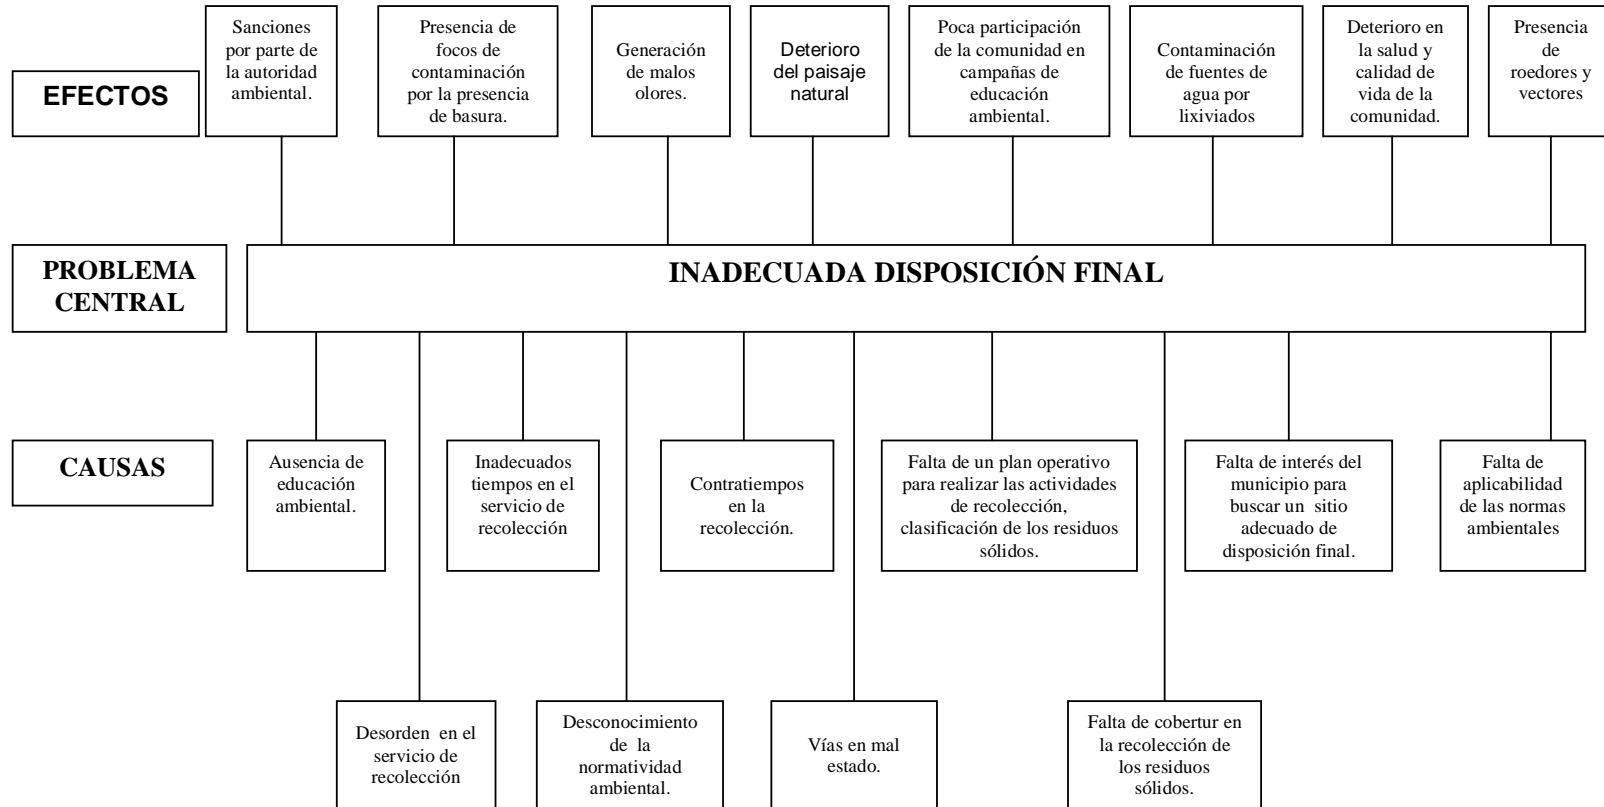 EFECTOS
Sanciones
por parte de
la autoridad
ambiental.
Presencia de
focos de
contaminación
por la presencia
de basura.
Generación
de malos
olores.
Deterioro
del paisaje
natural
Poca participación
de la comunidad en
campañas de
educación
ambiental.
Contaminación
de fuentes de
agua por
lixiviados
Deterioro en
la salud y
calidad de
vida de la
comunidad.
Presencia
de
roedores y
vectores
PROBLEMA
CENTRAL
INADECUADA DISPOSICIÓN FINAL
CAUSAS
Ausencia de
educación
ambiental.
Inadecuados
tiempos en el
servicio de
recolección
Contratiempos
en la
recolección.
Falta de un plan operativo
para realizar las actividades
de recolección,
clasificación de los residuos
sólidos.
Falta de interés del
municipio para
buscar un sitio
adecuado de
disposición final.
Falta de
aplicabilidad
de las normas
ambientales
Desorden en el
servicio de
recolección
Desconocimiento
de la
normatividad
ambiental.
Vías en mal
estado.
Falta de cobertur en
la recolección de
los residuos
sólidos.